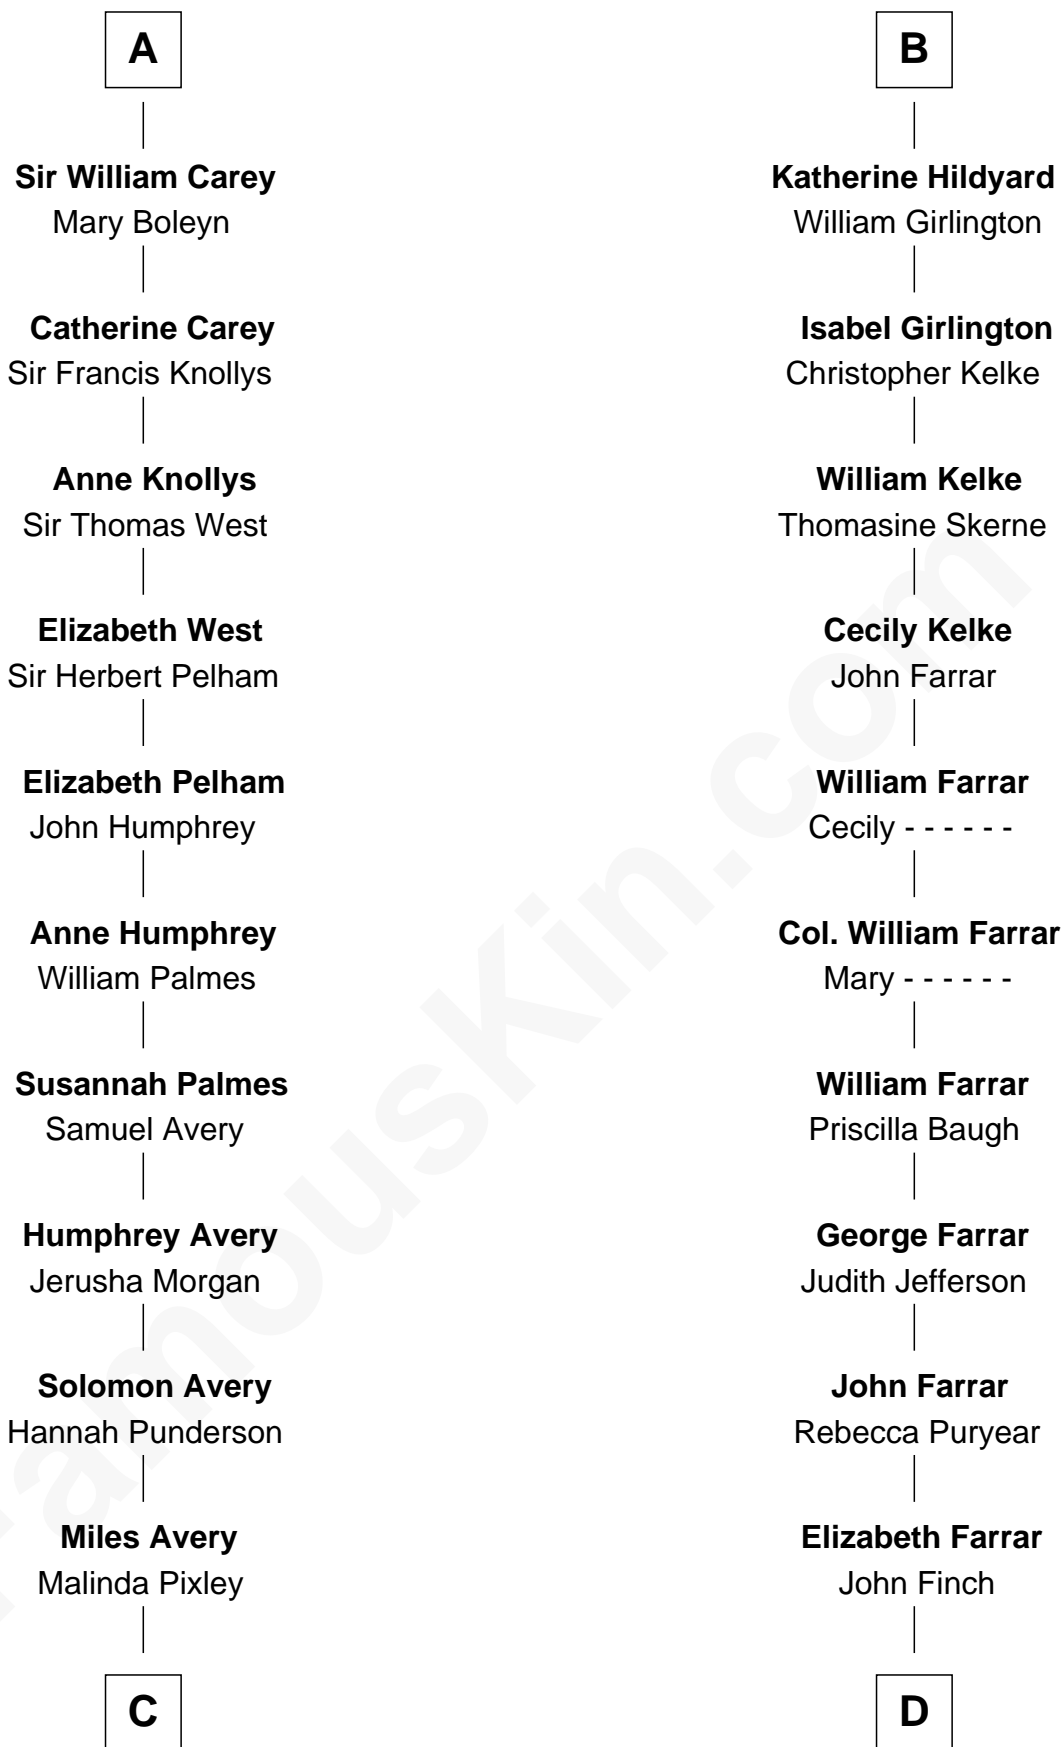 A
Sir William Carey
Mary Boleyn
Catherine Carey
Sir Francis Knollys
Anne Knollys
Sir Thomas West
Elizabeth West
Sir Herbert Pelham
Elizabeth Pelham
John Humphrey
Anne Humphrey
William Palmes
Susannah Palmes
Samuel Avery
Humphrey Avery
Jerusha Morgan
Solomon Avery
Hannah Punderson
Miles Avery
Malinda Pixley
C
B
Katherine Hildyard
William Girlington
Isabel Girlington
Christopher Kelke
William Kelke
Thomasine Skerne
Cecily Kelke
John Farrar
William Farrar
Cecily - - - - - -
Col. William Farrar
Mary - - - - - -
William Farrar
Priscilla Baugh
George Farrar
Judith Jefferson
John Farrar
Rebecca Puryear
Elizabeth Farrar
John Finch
D
FamousKin.com